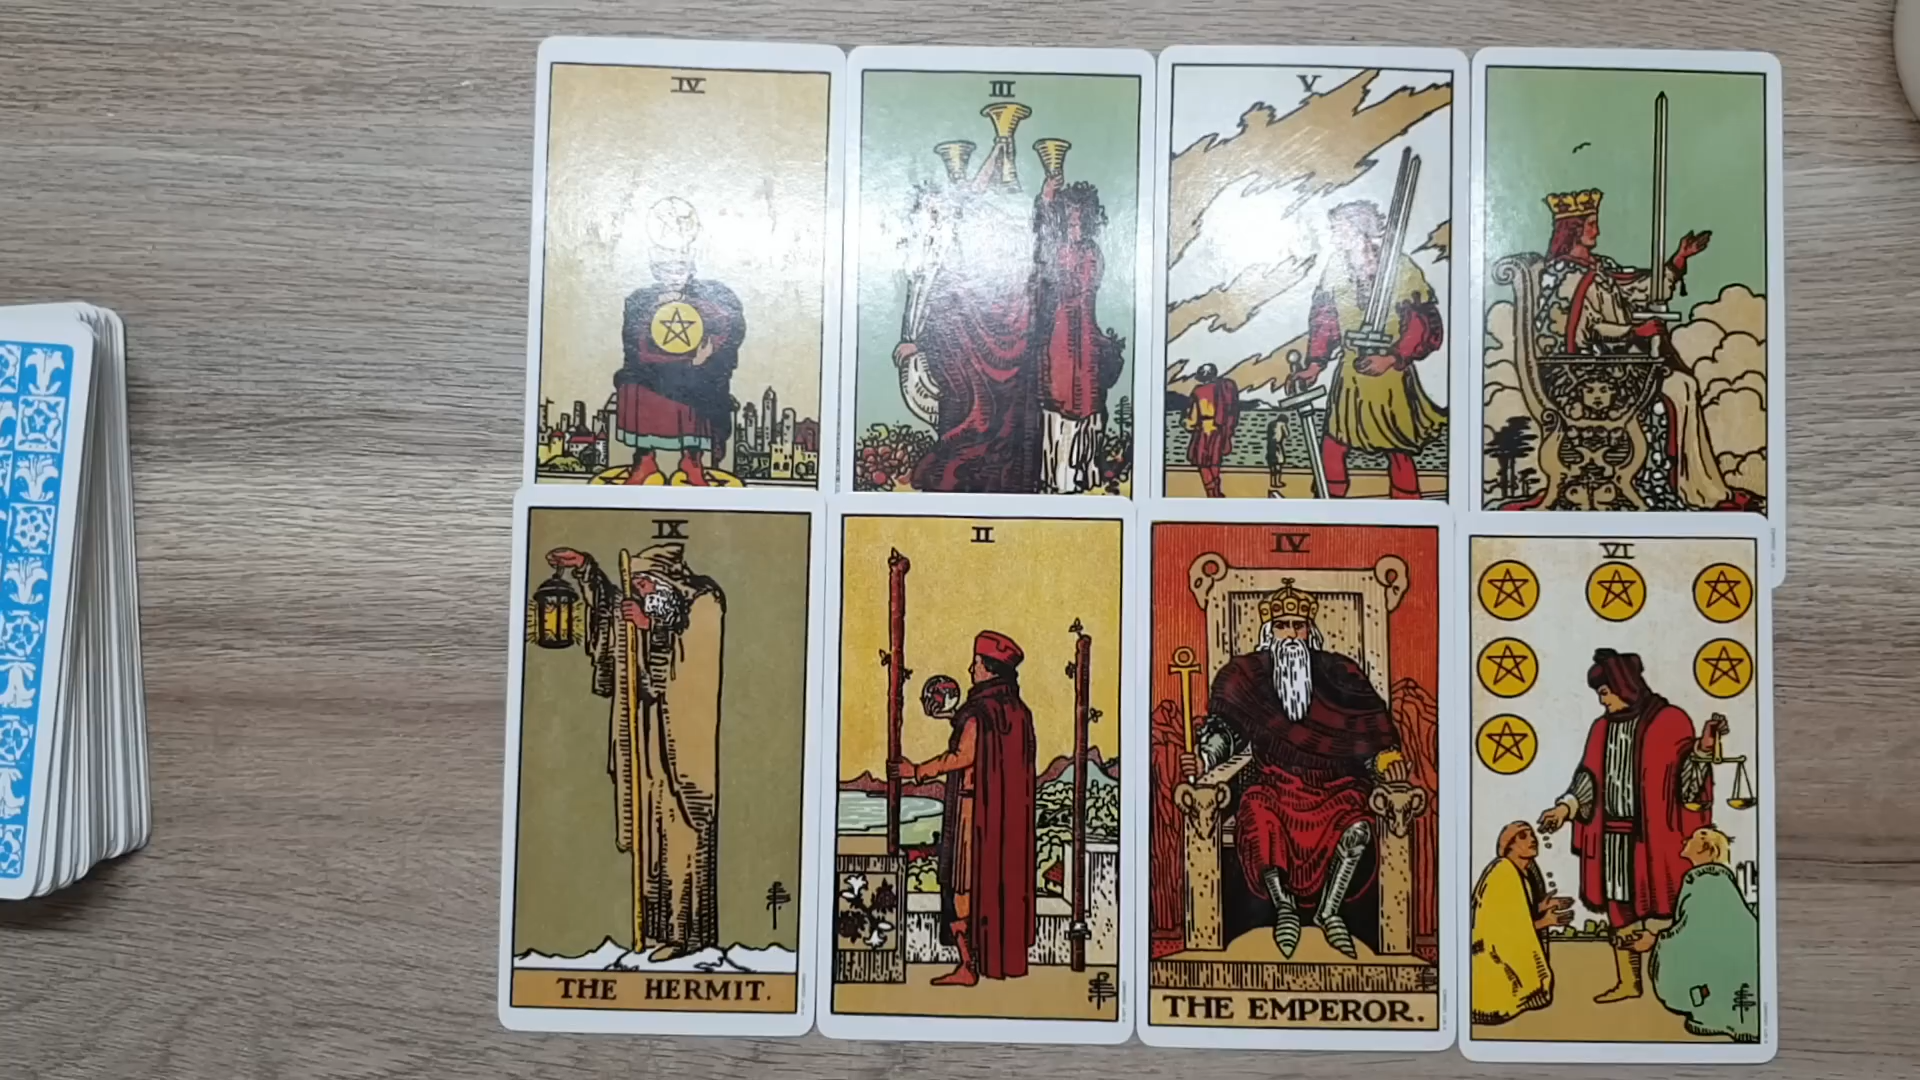 IV
III
V
IX
II
IV
VI
THE HERMIT.
THE EMPEROR.